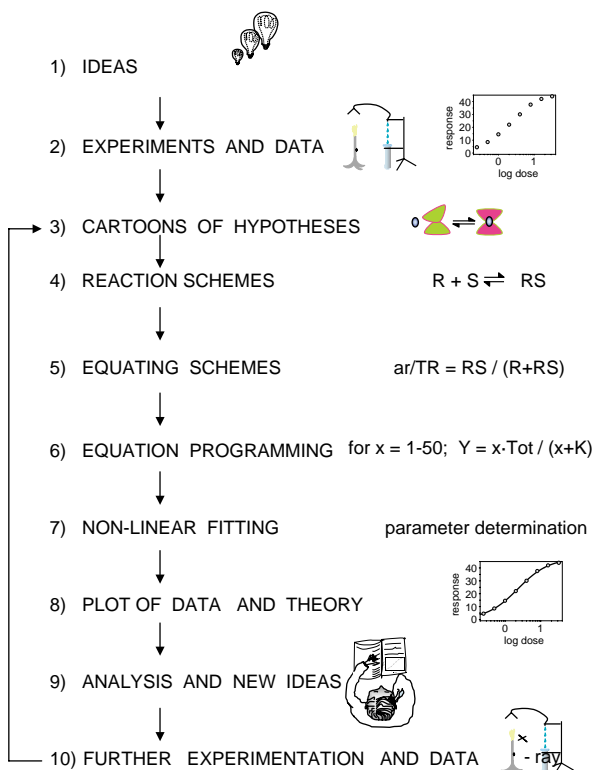 1) IDEAS
2) EXPERIMENTS AND DATA
response
40
30
20
10
0
0 1
log dose
3) CARTOONS OF HYPOTHESES
4) REACTION SCHEMES R + S ⇌ RS
5) EQUATING SCHEMES ar/TR = RS / (R+RS)
6) EQUATION PROGRAMMING for x = 1-50; Y = x·Tot / (x+K)
7) NON-LINEAR FITTING parameter determination
8) PLOT OF DATA AND THEORY
response
40
30
20
10
0
0 1
log dose
9) ANALYSIS AND NEW IDEAS
10) FURTHER EXPERIMENTATION AND DATA x - ray